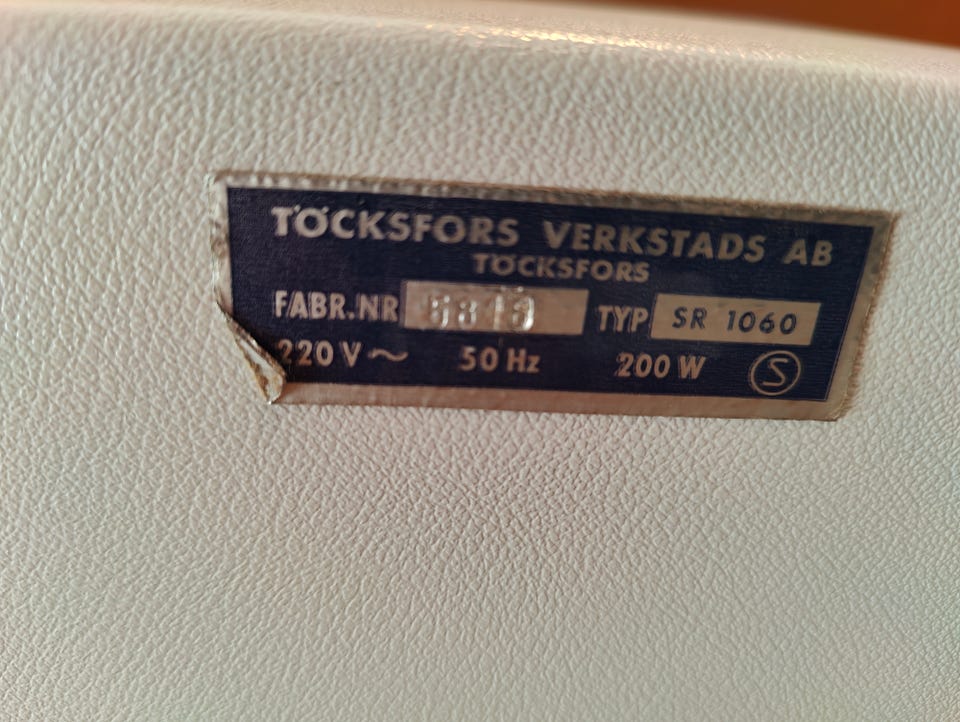 TÖCKSFORS VERKSTADS AB
TÖCKSFORS
FABR.NR TYP SR 1060
220 V ~ 50 Hz 200 W S